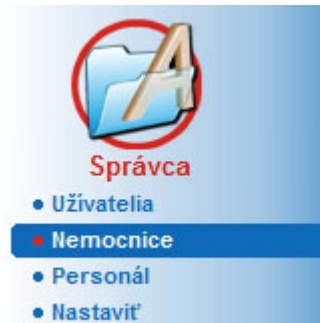 Správca
Užívatelia
Nemocnice
Personál
Nastaviť